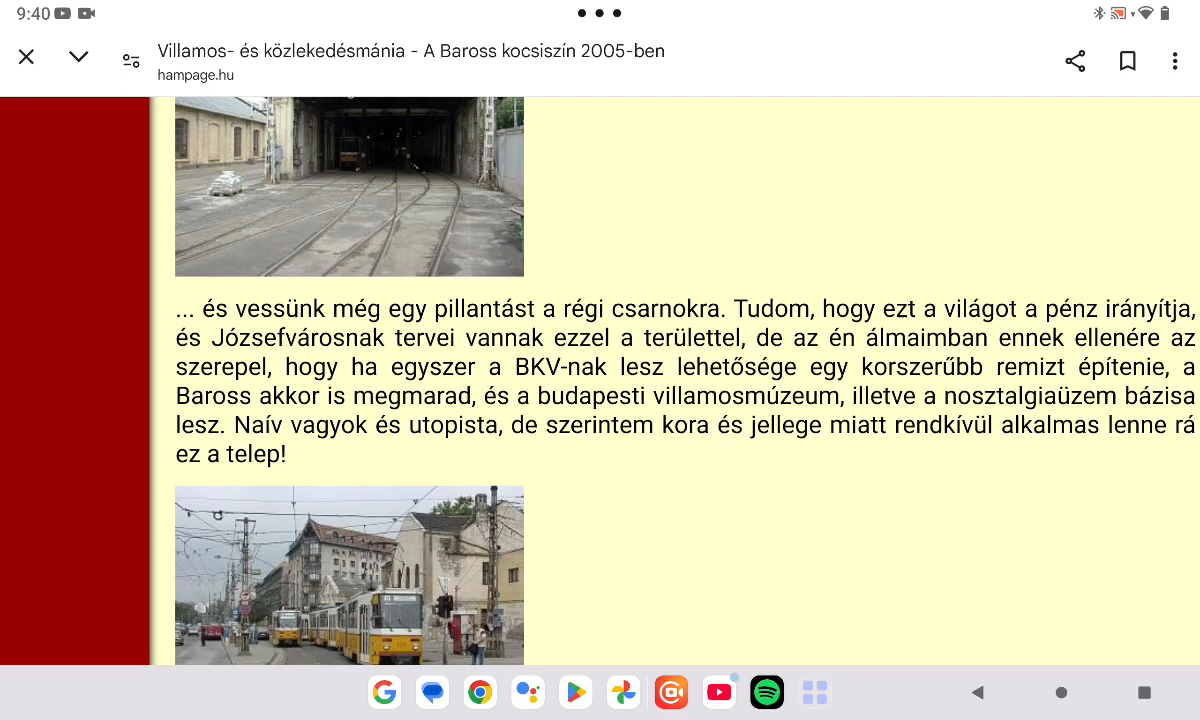 9:40
Villamos- és közlekedésmánia - A Baross kocsiszín 2005-ben
hampage.hu
... és vessünk még egy pillantást a régi csarnokra. Tudom, hogy ezt a világot a pénz irányítja,
és Józsefvárosnak tervei vannak ezzel a területtel, de az én álmaimban ennek ellenére az
szerepel, hogy ha egyszer a BKV-nak lesz lehetősége egy korszerűbb remizt építenie, a
Baross akkor is megmarad, és a budapesti villamosmúzeum, illetve a nosztalgiaüzem bázisa
lesz. Naív vagyok és utopista, de szerintem kora és jellege miatt rendkívül alkalmas lenne rá
ez a telep!